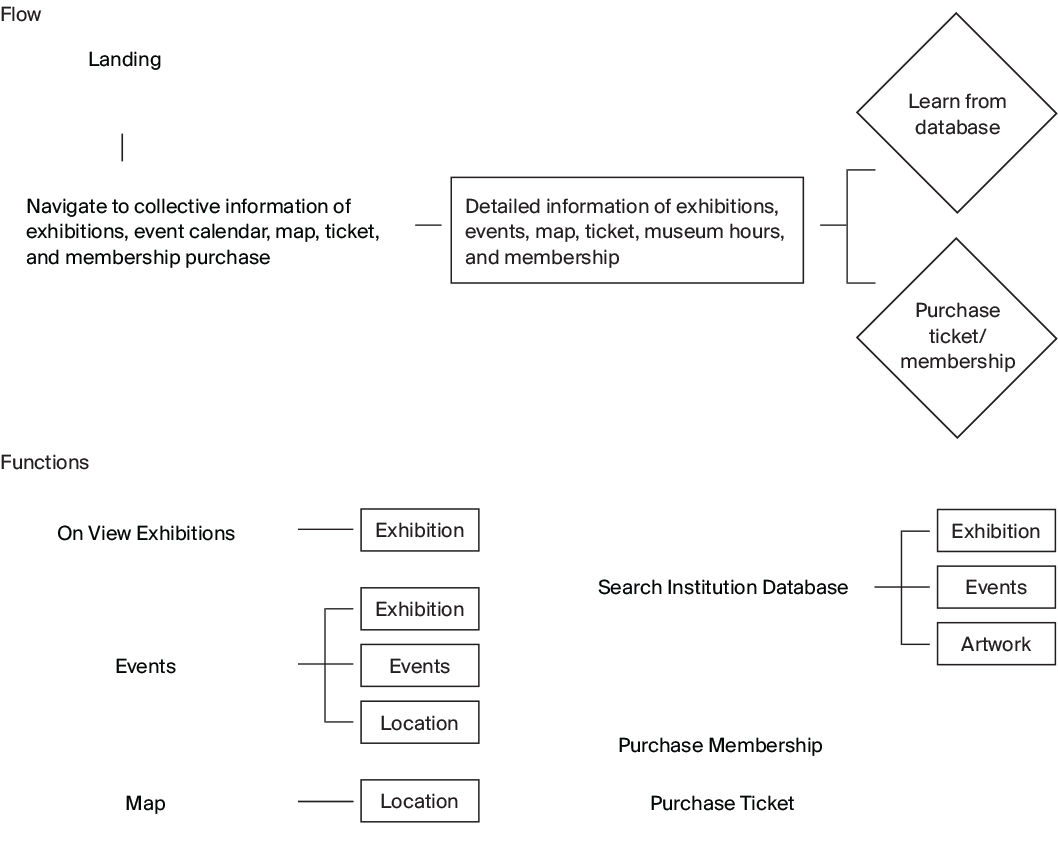 Flow
Landing
Navigate to collective information of
exhibitions, event calendar, map, ticket,
and membership purchase
Detailed information of exhibitions,
events, map, ticket, museum hours,
and membership
Learn from
database
Purchase
ticket/
membership
Functions
On View Exhibitions
Exhibition
Events
Exhibition
Events
Location
Map
Location
Search Institution Database
Exhibition
Events
Artwork
Purchase Membership
Purchase Ticket